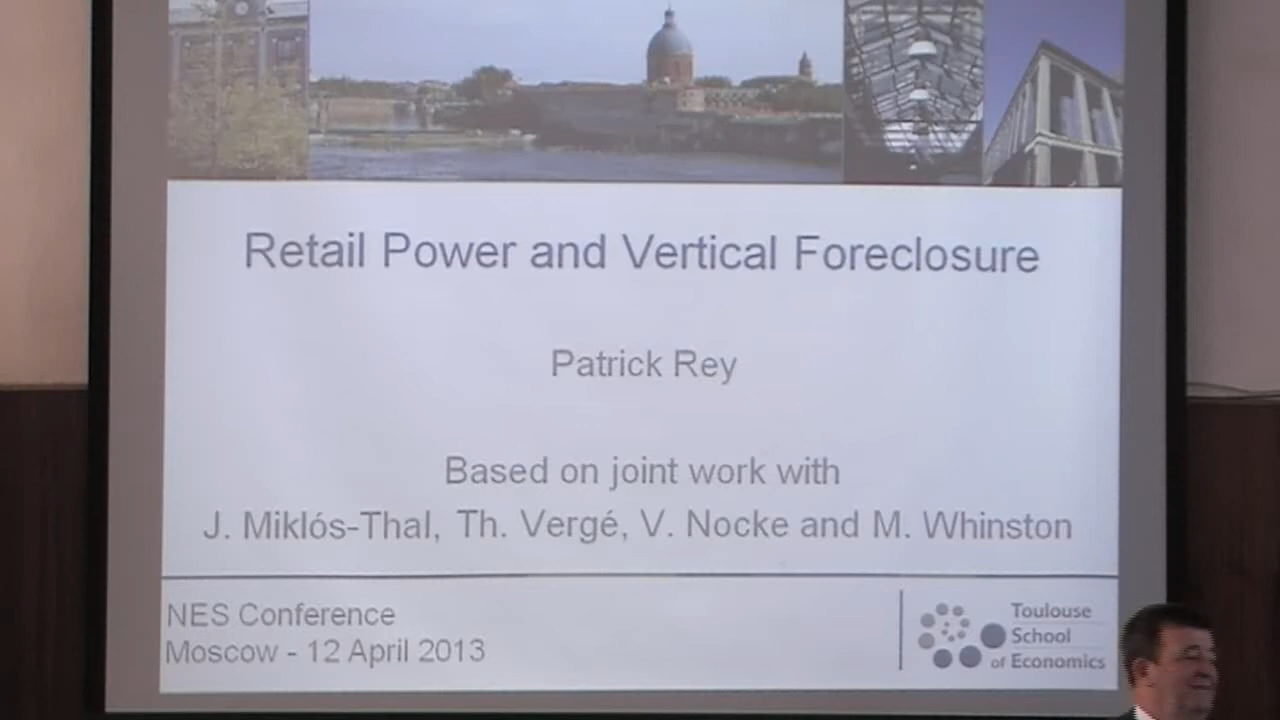 Retail Power and Vertical Foreclosure
Patrick Rey
Based on joint work with
J. Miklós-Thal, Th. Vergé, V. Nocke and M. Whinston
NES Conference
Moscow - 12 April 2013
Toulouse
School
of Economics